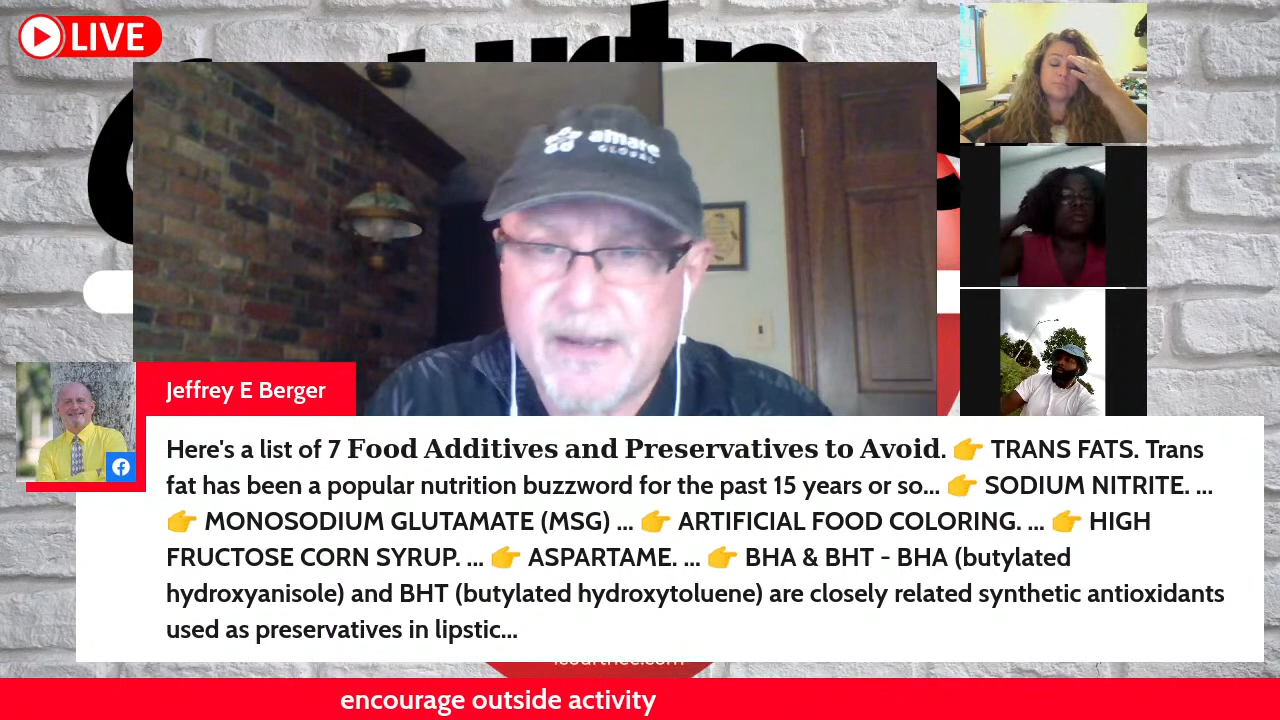 LIVE
amare
GLOBAL
Jeffrey E Berger
Here's a list of 7 𝐅𝐨𝐨𝐝 𝐀𝐝𝐝𝐢𝐭𝐢𝐯𝐞𝐬 𝐚𝐧𝐝 𝐏𝐫𝐞𝐬𝐞𝐫𝐯𝐚𝐭𝐢𝐯𝐞𝐬 𝐭𝐨 𝐀𝐯𝐨𝐢𝐝. 👉 TRANS FATS. Trans
fat has been a popular nutrition buzzword for the past 15 years or so... 👉 SODIUM NITRITE. ...
👉 MONOSODIUM GLUTAMATE (MSG) ... 👉 ARTIFICIAL FOOD COLORING. ... 👉 HIGH
FRUCTOSE CORN SYRUP. ... 👉 ASPARTAME. ... 👉 BHA & BHT - BHA (butylated
hydroxyanisole) and BHT (butylated hydroxytoluene) are closely related synthetic antioxidants
used as preservatives in lipstic...
encourage outside activity